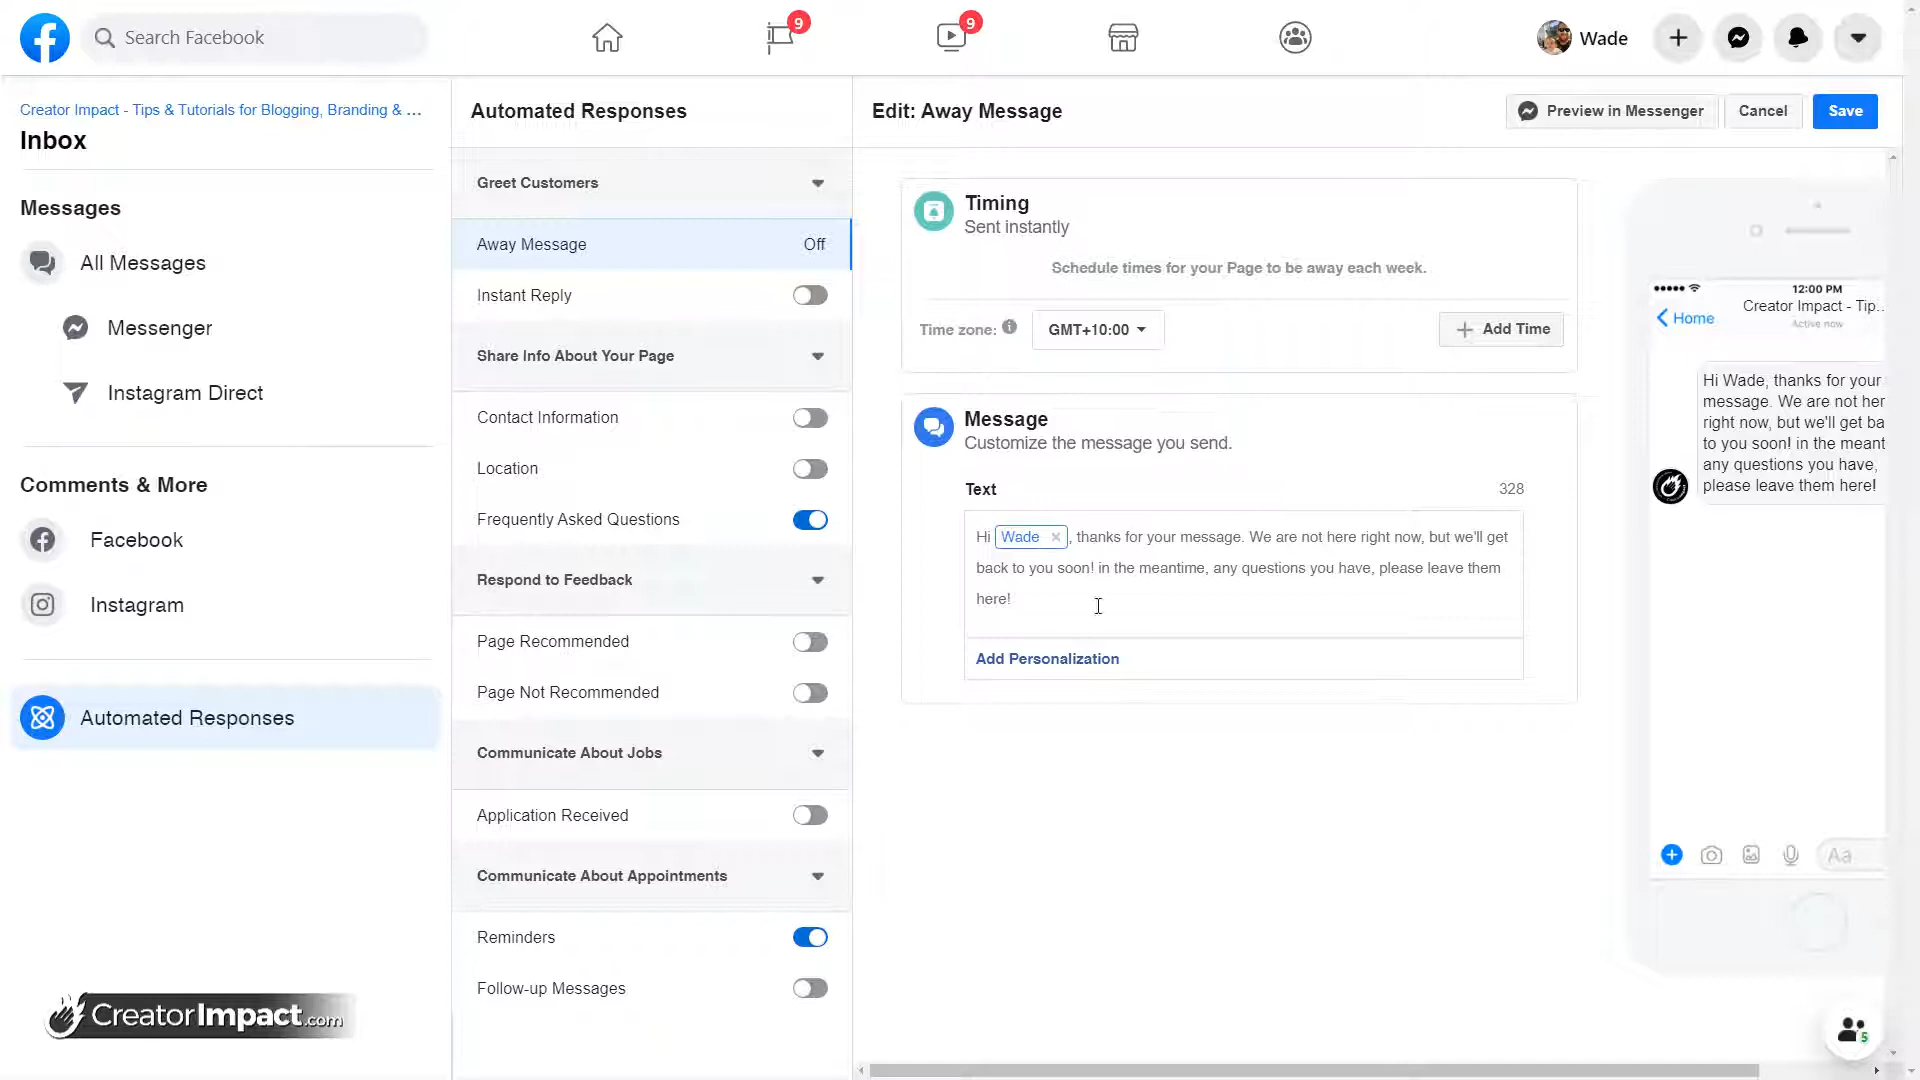 Search Facebook
9
9
Wade
Creator Impact - Tips & Tutorials for Blogging, Branding & ...
Inbox
Messages
All Messages
Messenger
Instagram Direct
Comments & More
Facebook
Instagram
Automated Responses
CreatorImpact.com
Automated Responses
Greet Customers
Away Message Off
Instant Reply
Share Info About Your Page
Contact Information
Location
Frequently Asked Questions
Respond to Feedback
Page Recommended
Page Not Recommended
Communicate About Jobs
Application Received
Communicate About Appointments
Reminders
Follow-up Messages
Edit: Away Message
Preview in Messenger
Cancel
Save
Timing
Sent instantly
Schedule times for your Page to be away each week.
Time zone: GMT+10:00
Add Time
Message
Customize the message you send.
Text 328
Hi Wade × , thanks for your message. We are not here right now, but we'll get
back to you soon! in the meantime, any questions you have, please leave them
here!
Add Personalization
12:00 PM
Home
Creator Impact - Tip...
Active now
Hi Wade, thanks for your
message. We are not her
right now, but we'll get ba
to you soon! in the meant
any questions you have,
please leave them here!
Aa
5